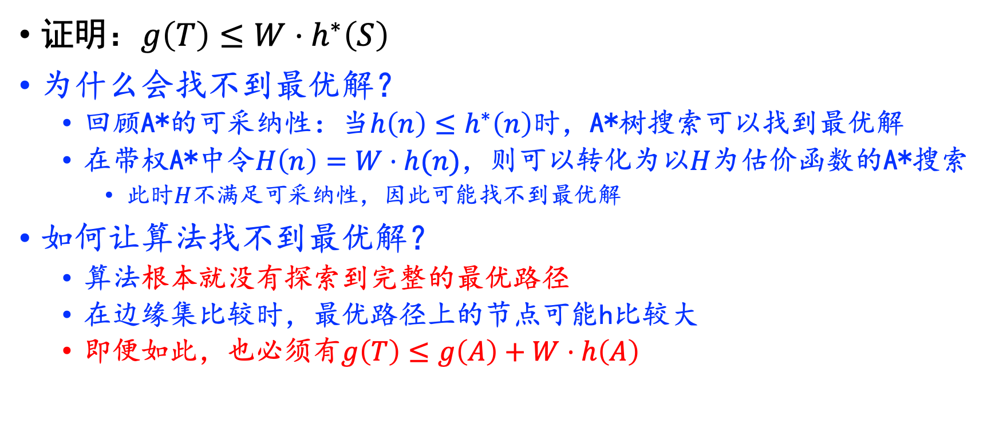 • 证明：g(T) ≤ W · h*(S)
• 为什么会找不到最优解？
• 回顾A*的可采纳性：当h(n) ≤ h*(n)时，A*树搜索可以找到最优解
• 在带权A*中令H(n) = W · h(n)，则可以转化为以H为估价函数的A*搜索
• 此时H不满足可采纳性，因此可能找不到最优解
• 如何让算法找不到最优解？
• 算法根本就没有探索到完整的最优路径
• 在边缘集比较时，最优路径上的节点可能h比较大
• 即便如此，也必须有g(T) ≤ g(A) + W · h(A)